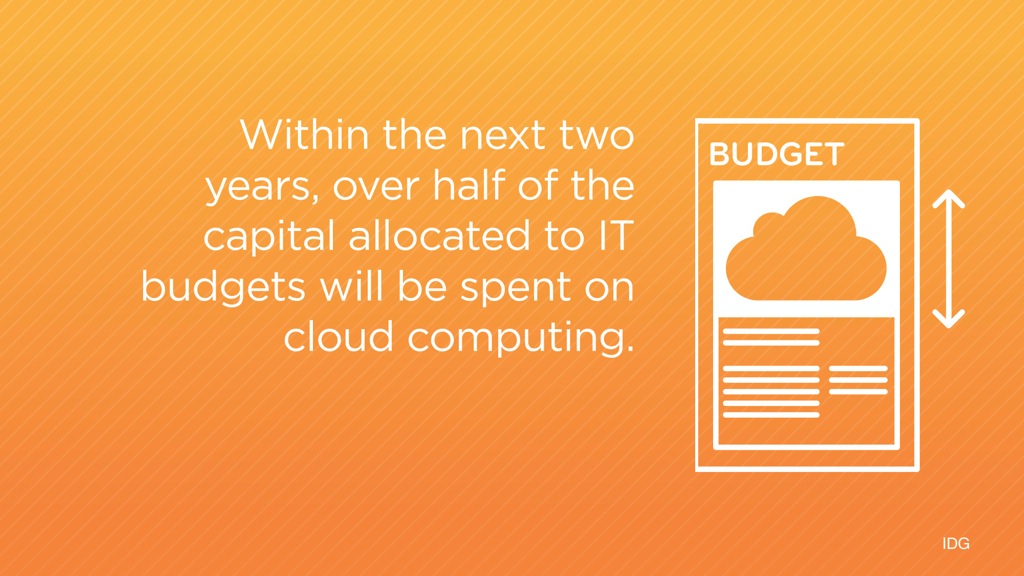 Within the next two
years, over half of the
capital allocated to IT
budgets will be spent on
cloud computing.
BUDGET
IDG